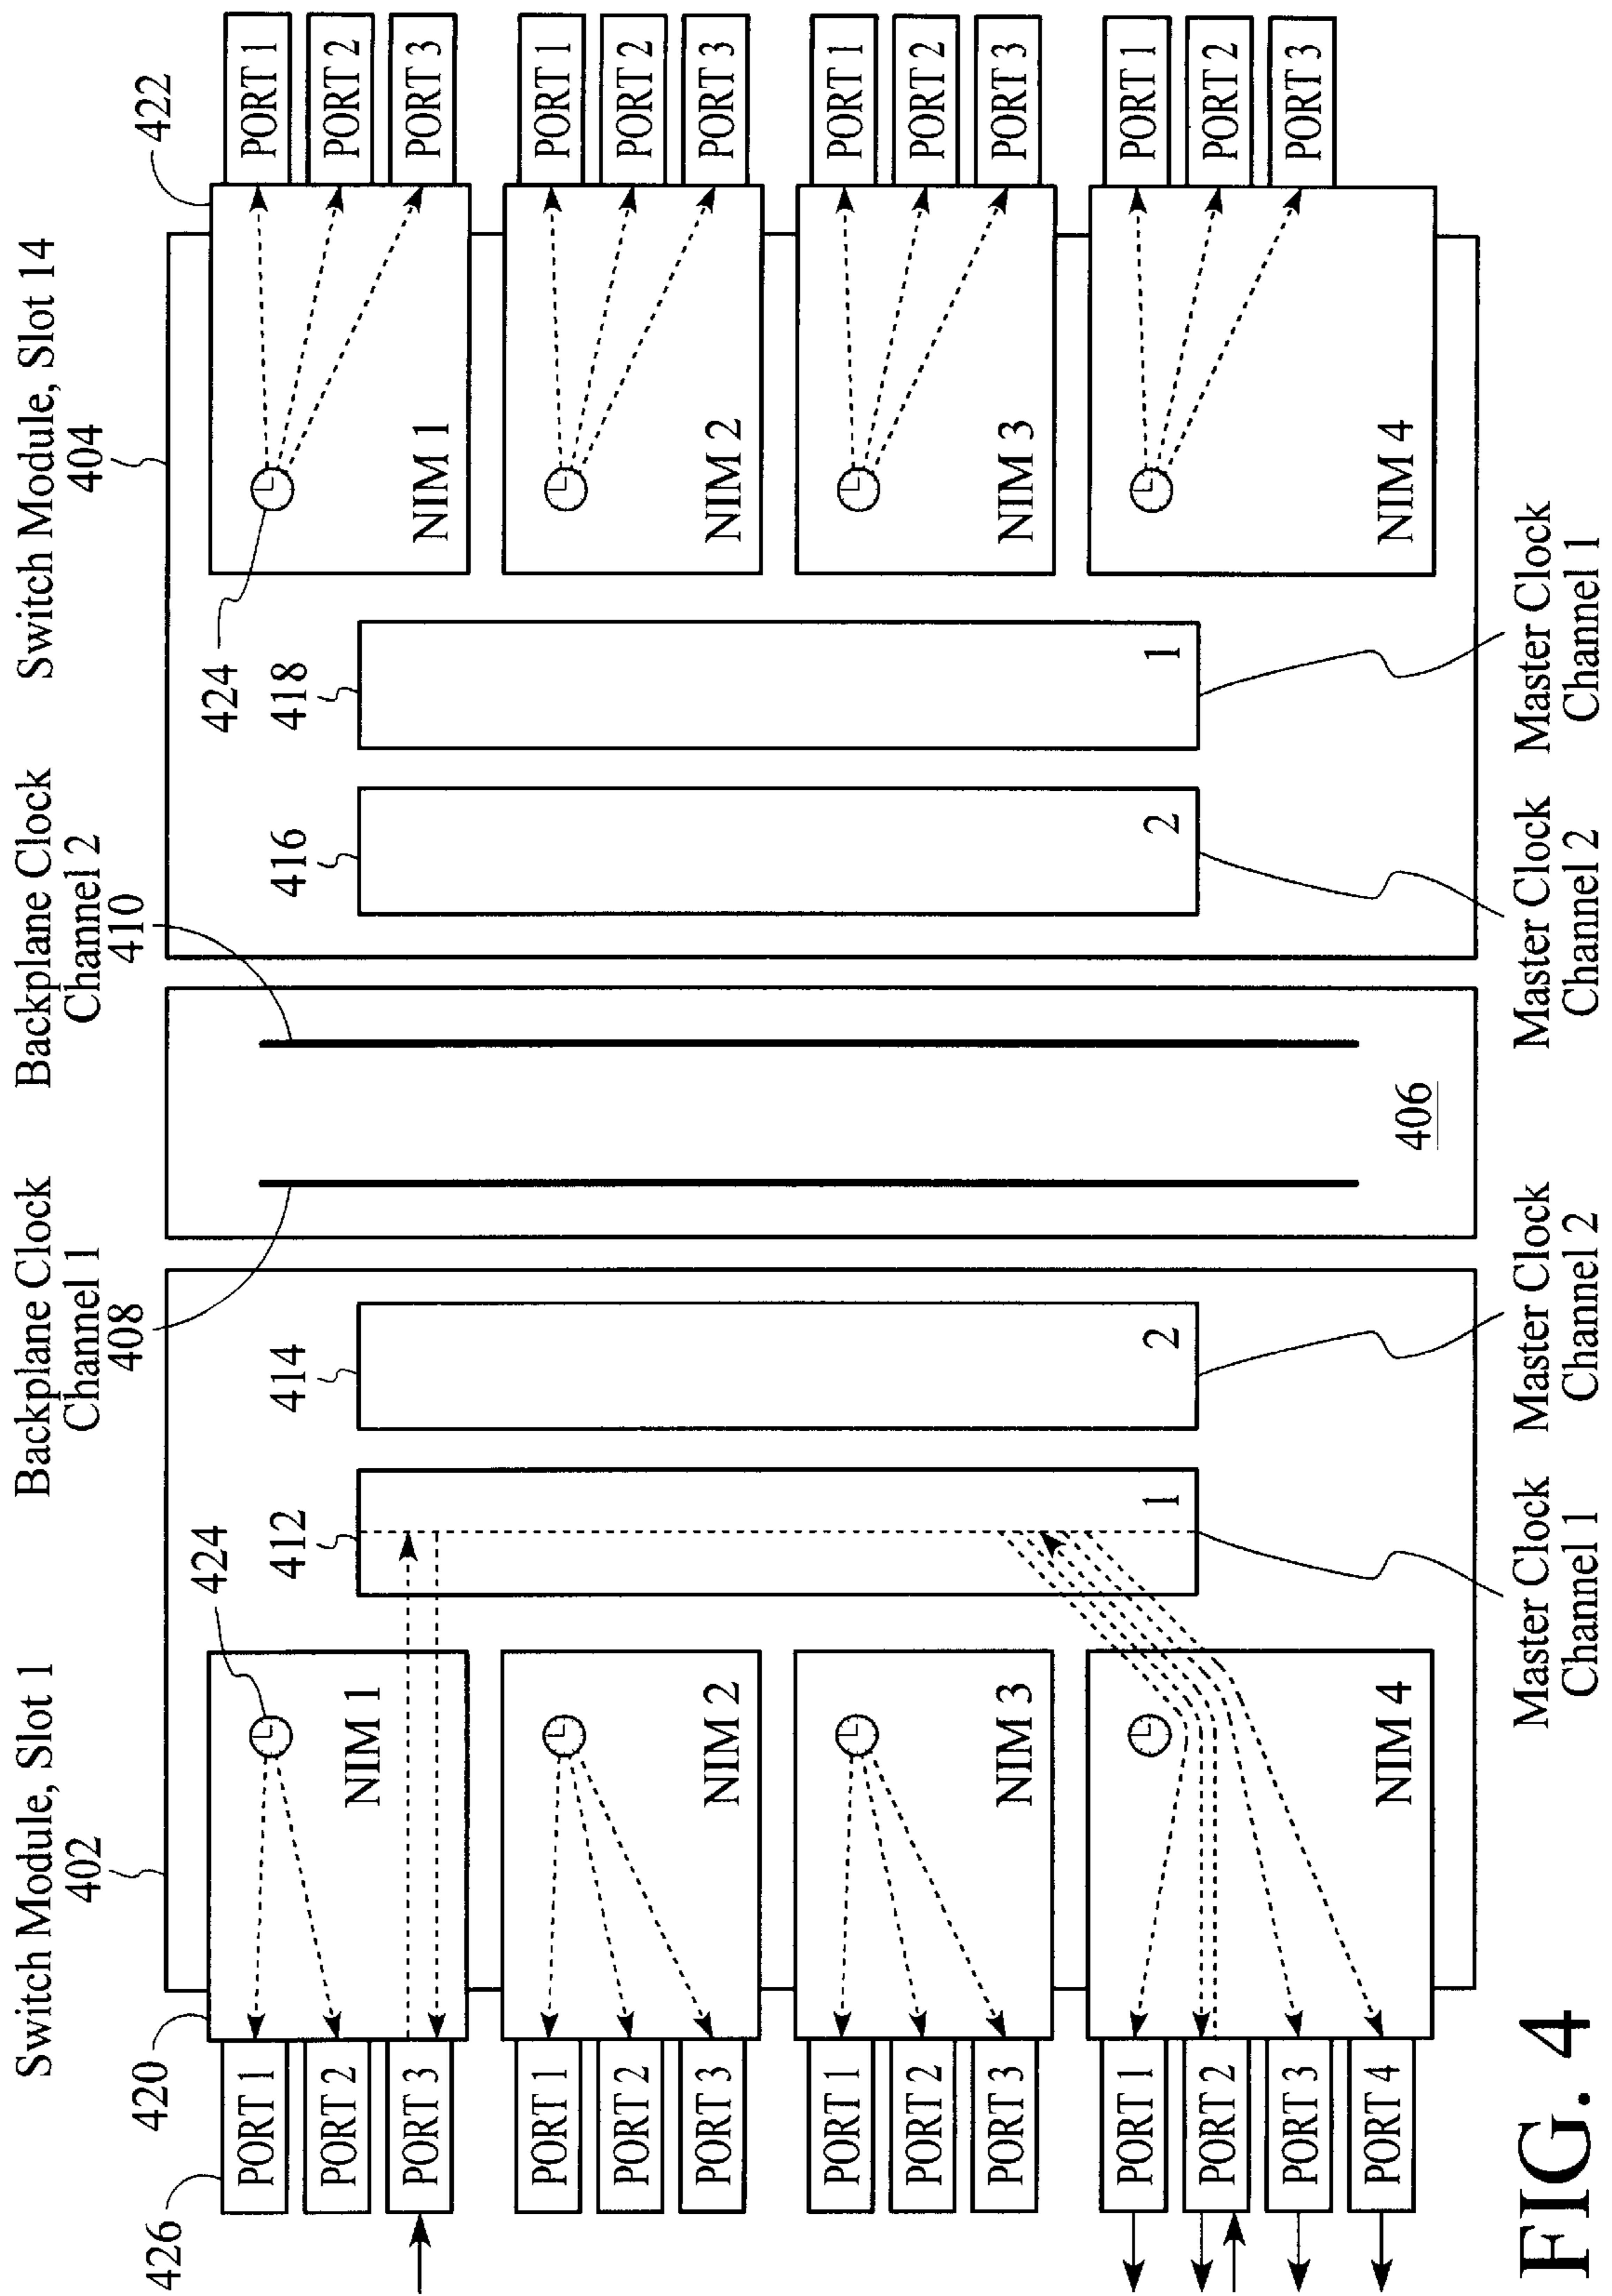 Switch Module, Slot 1
402
Backplane Clock
Channel 1
408
Backplane Clock
Channel 2
410
Switch Module, Slot 14
404
426
420
424
412
414
416
418
424
422
PORT 1
PORT 2
PORT 3
NIM 1
PORT 1
PORT 2
PORT 3
NIM 2
PORT 1
PORT 2
PORT 3
NIM 3
PORT 1
PORT 2
PORT 3
PORT 4
NIM 4
1
2
406
2
1
NIM 1
PORT 1
PORT 2
PORT 3
NIM 2
PORT 1
PORT 2
PORT 3
NIM 3
PORT 1
PORT 2
PORT 3
NIM 4
PORT 1
PORT 2
PORT 3
Master Clock
Channel 1
Master Clock
Channel 2
Master Clock
Channel 2
Master Clock
Channel 1
FIG. 4